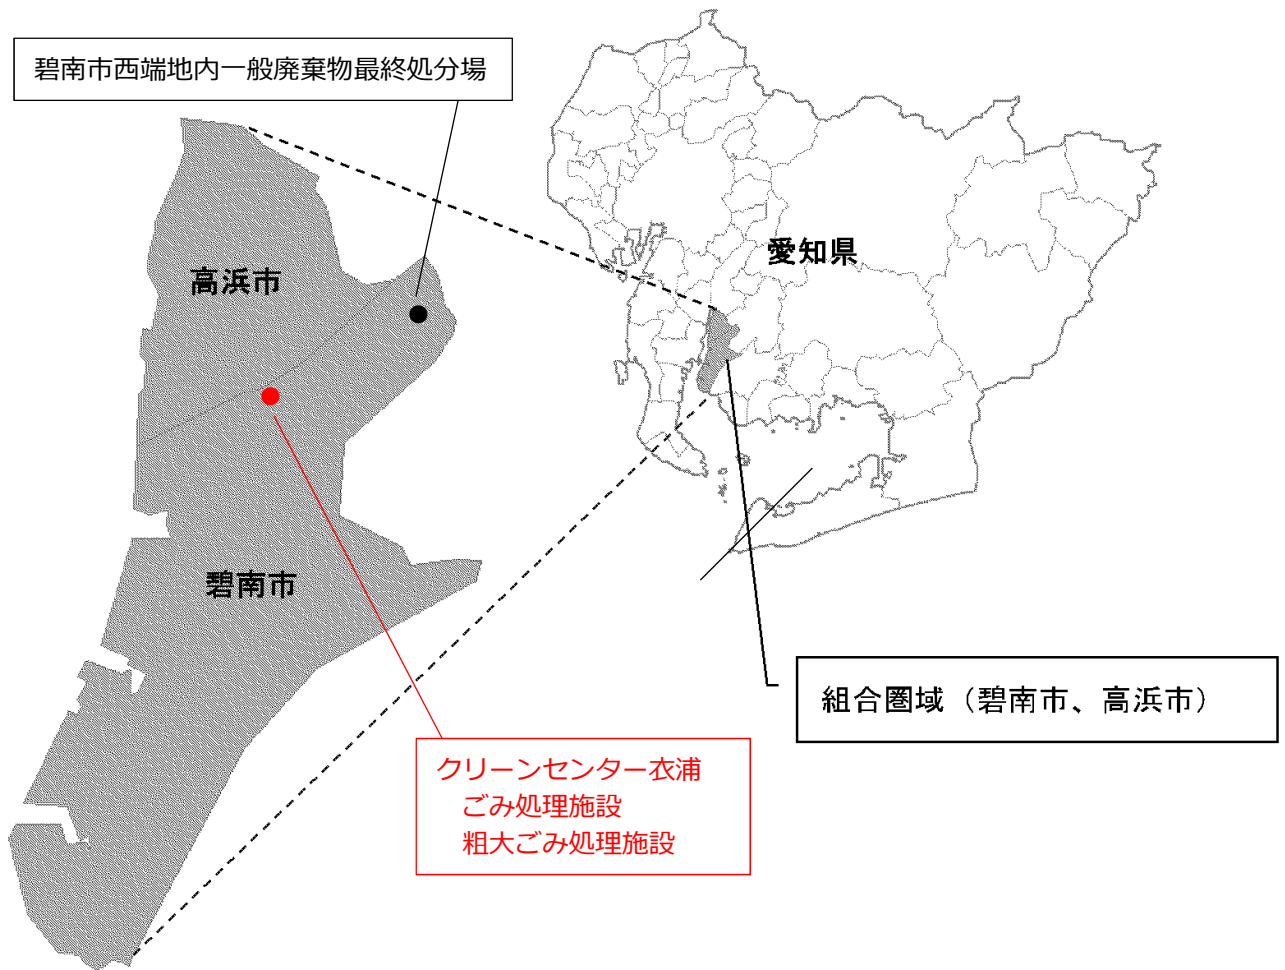 碧南市西端地内一般廃棄物最終処分場
愛知県
高浜市
碧南市
組合圏域（碧南市、高浜市）
クリーンセンター衣浦
ごみ処理施設
粗大ごみ処理施設